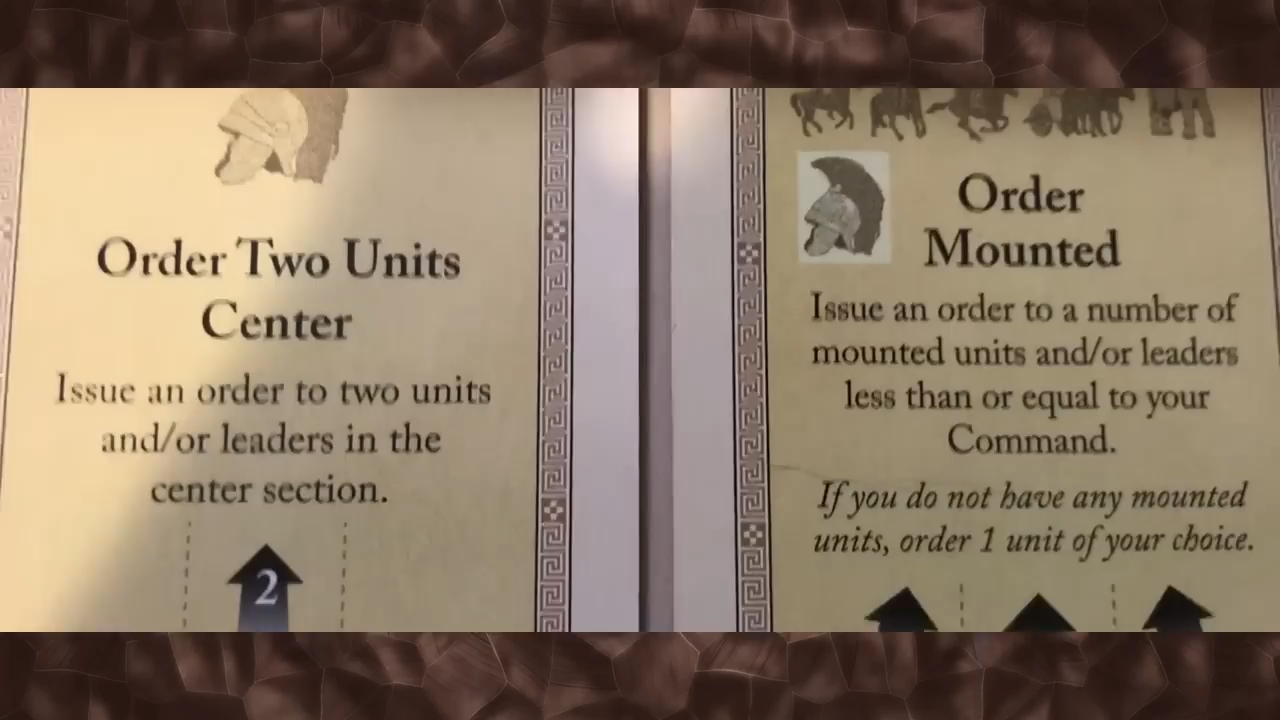 Order Two Units
Center
Issue an order to two units
and/or leaders in the
center section.
2
Order
Mounted
Issue an order to a number of
mounted units and/or leaders
less than or equal to your
Command.
If you do not have any mounted
units, order 1 unit of your choice.